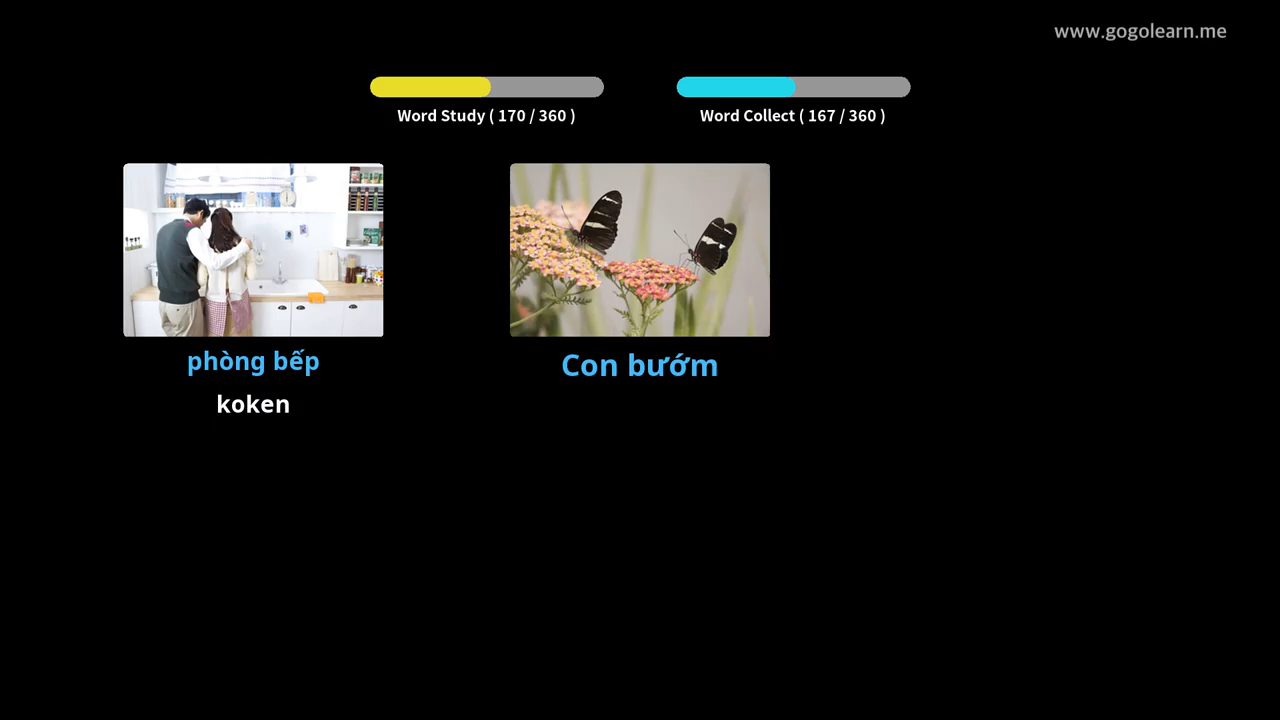 www.gogolearn.me
Word Study ( 170 / 360 )
Word Collect ( 167 / 360 )
phòng bếp
koken
Con bướm